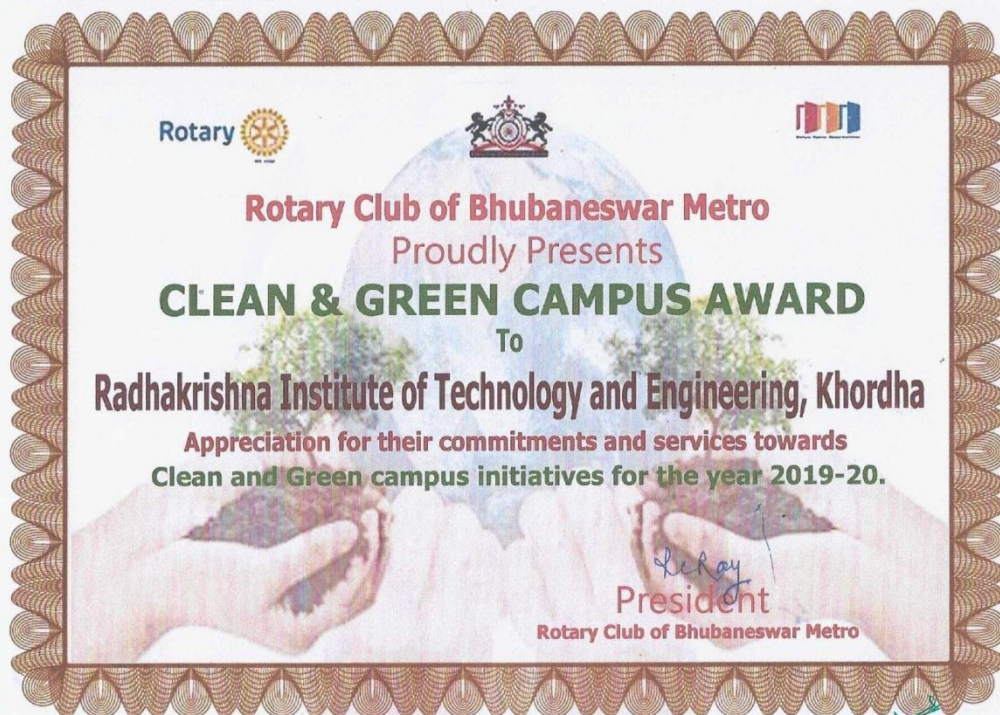 Rotary
Rotary Club of Bhubaneswar Metro
Proudly Presents
CLEAN & GREEN CAMPUS AWARD
To
Radhakrishna Institute of Technology and Engineering, Khordha
Appreciation for their commitments and services towards
Clean and Green campus initiatives for the year 2019-20.
President
Rotary Club of Bhubaneswar Metro